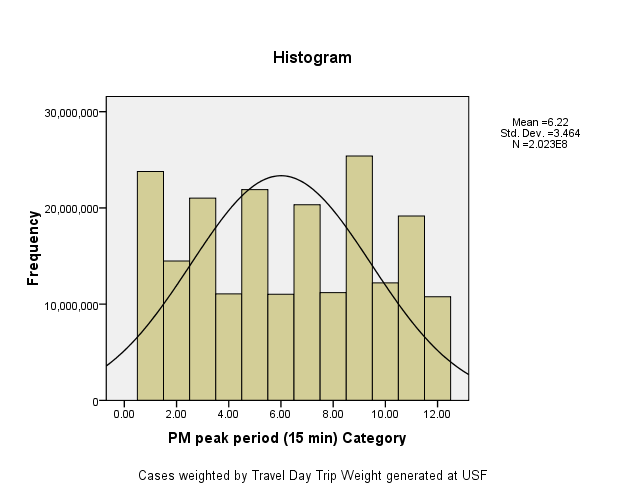 Histogram
Mean =6.22
Std. Dev. =3.464
N =2.023E8
Frequency
30,000,000
20,000,000
10,000,000
0
0.00 2.00 4.00 6.00 8.00 10.00 12.00
PM peak period (15 min) Category
Cases weighted by Travel Day Trip Weight generated at USF